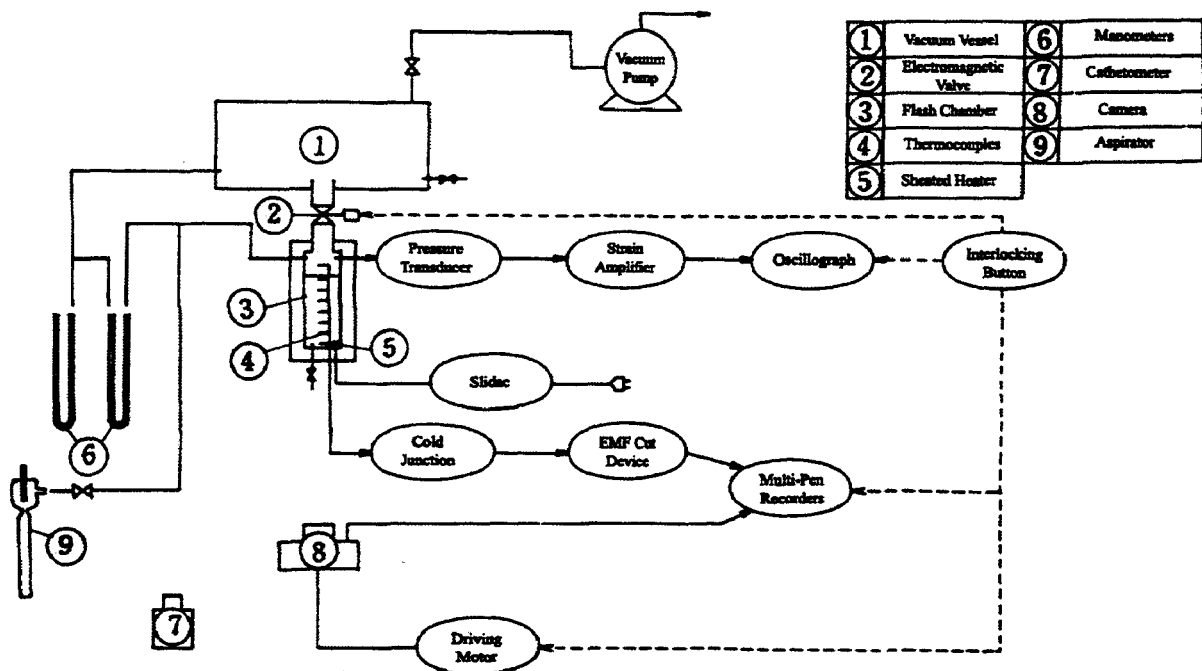 Vacuum
Pump
1 Vacuum Vessel 6 Manometers
2 Electromagnetic
Valve 7 Cathetometer
3 Flash Chamber 8 Camera
4 Thermocouples 9 Aspirator
5 Sheated Heater
1
2
Pressure
Transducer
Strain
Amplifier
Oscillograph
Interlocking
Button
3
4
5
Slidac
6
Cold
Junction
EMF Cut
Device
Multi-Pen
Recorders
9
8
7
Driving
Motor